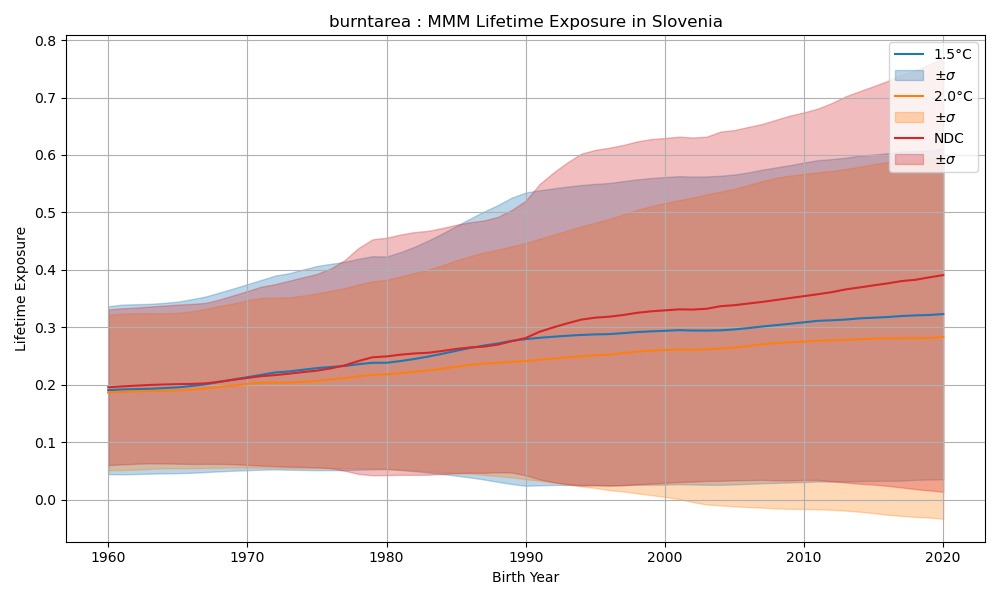 burntarea : MMM Lifetime Exposure in Slovenia
Lifetime Exposure
0.8
0.7
0.6
0.5
0.4
0.3
0.2
0.1
0.0
1.5°C
±σ
2.0°C
±σ
NDC
±σ
1960 1970 1980 1990 2000 2010 2020
Birth Year